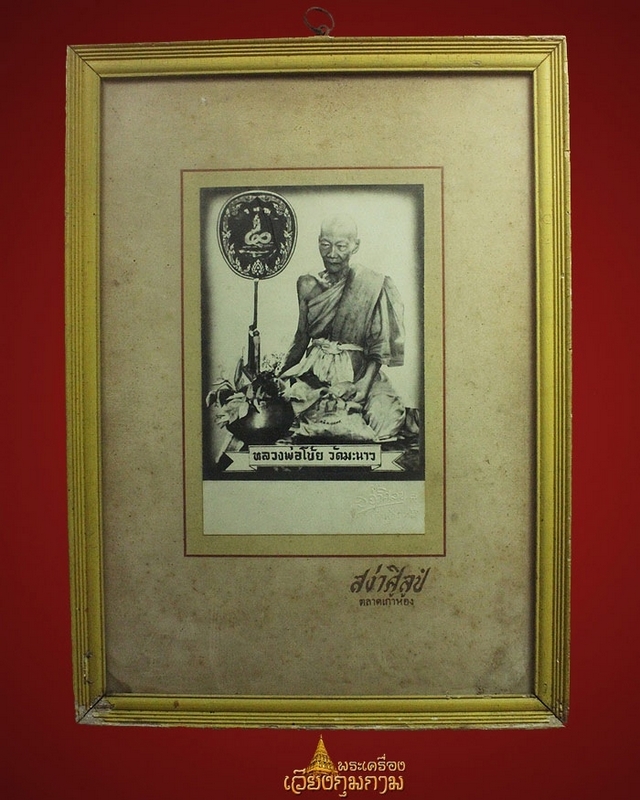 หลวงพ่อโช้ย วัดมะนาว
สง่าศิลป์
ตลาดเก้าห้อง
พระเครื่อง
เวียงกุมกาม